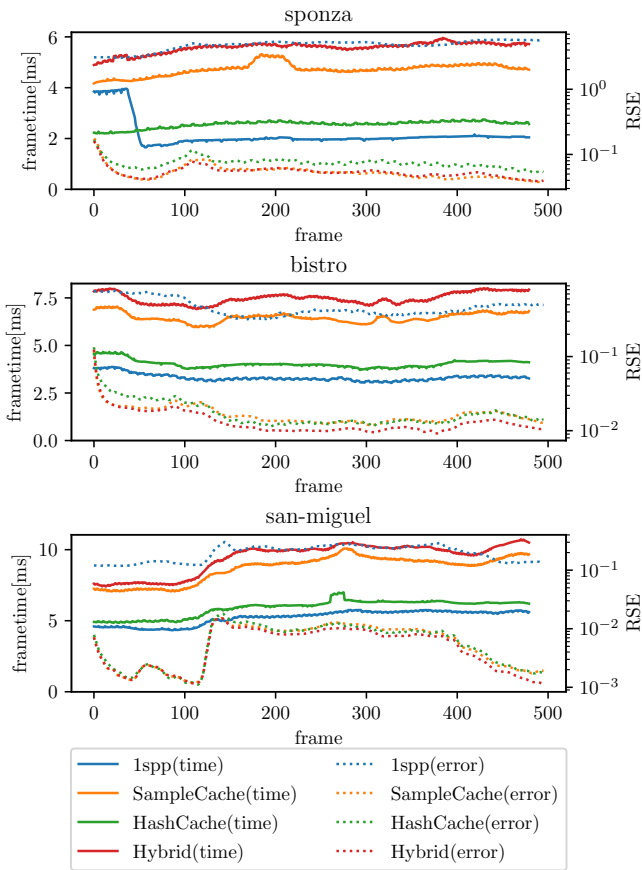 sponza
6
4
2
0
frametime[ms]
10⁰
10⁻¹
RSE
0 100 200 300 400 500
frame
bistro
7.5
5.0
2.5
0.0
frametime[ms]
10⁻¹
10⁻²
RSE
0 100 200 300 400 500
frame
san-miguel
10
5
0
frametime[ms]
10⁻¹
10⁻²
10⁻³
RSE
0 100 200 300 400 500
frame
1spp(time) 1spp(error)
SampleCache(time) SampleCache(error)
HashCache(time) HashCache(error)
Hybrid(time) Hybrid(error)